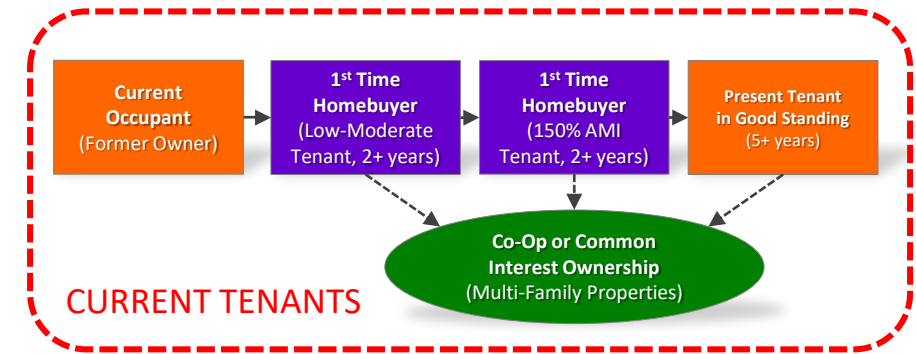 Current
Occupant
(Former Owner)
1st Time
Homebuyer
(Low-Moderate
Tenant, 2+ years)
1st Time
Homebuyer
(150% AMI
Tenant, 2+ years)
Present Tenant
in Good Standing
(5+ years)
Co-Op or Common
Interest Ownership
(Multi-Family Properties)
CURRENT TENANTS